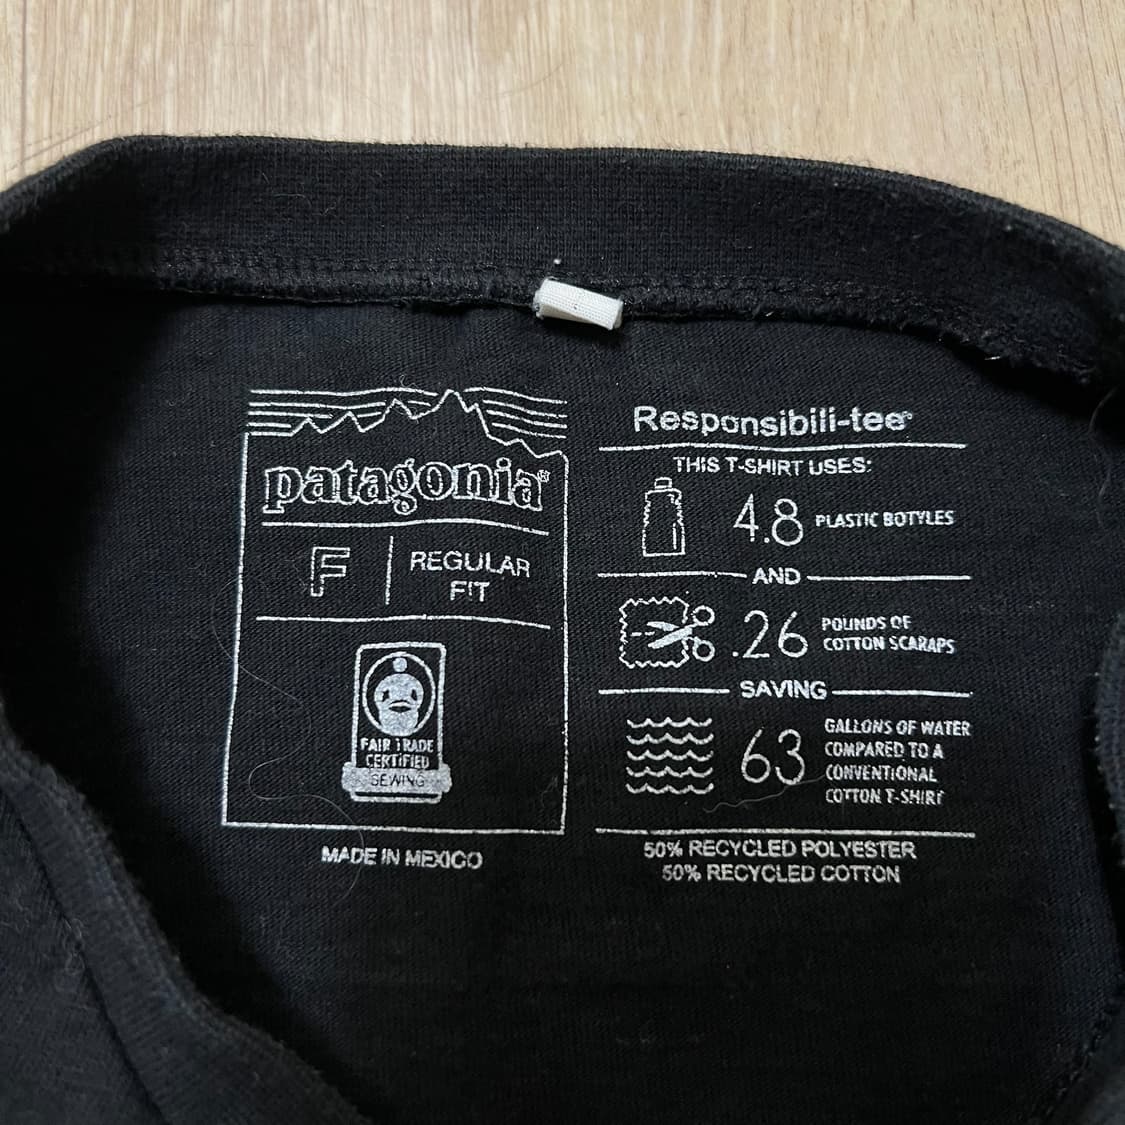 patagonia®
F
REGULAR
FIT
FAIR TRADE
CERTIFIED
SEWING
MADE IN MEXICO
Responsibili-tee®
THIS T-SHIRT USES:
4.8 PLASTIC BOTYLES
AND
.26 POUNDS OF
COTTON SCARAPS
SAVING
63 GALLONS OF WATER
COMPARED TO A
CONVENTIONAL
COTTON T-SHIRT
50% RECYCLED POLYESTER
50% RECYCLED COTTON